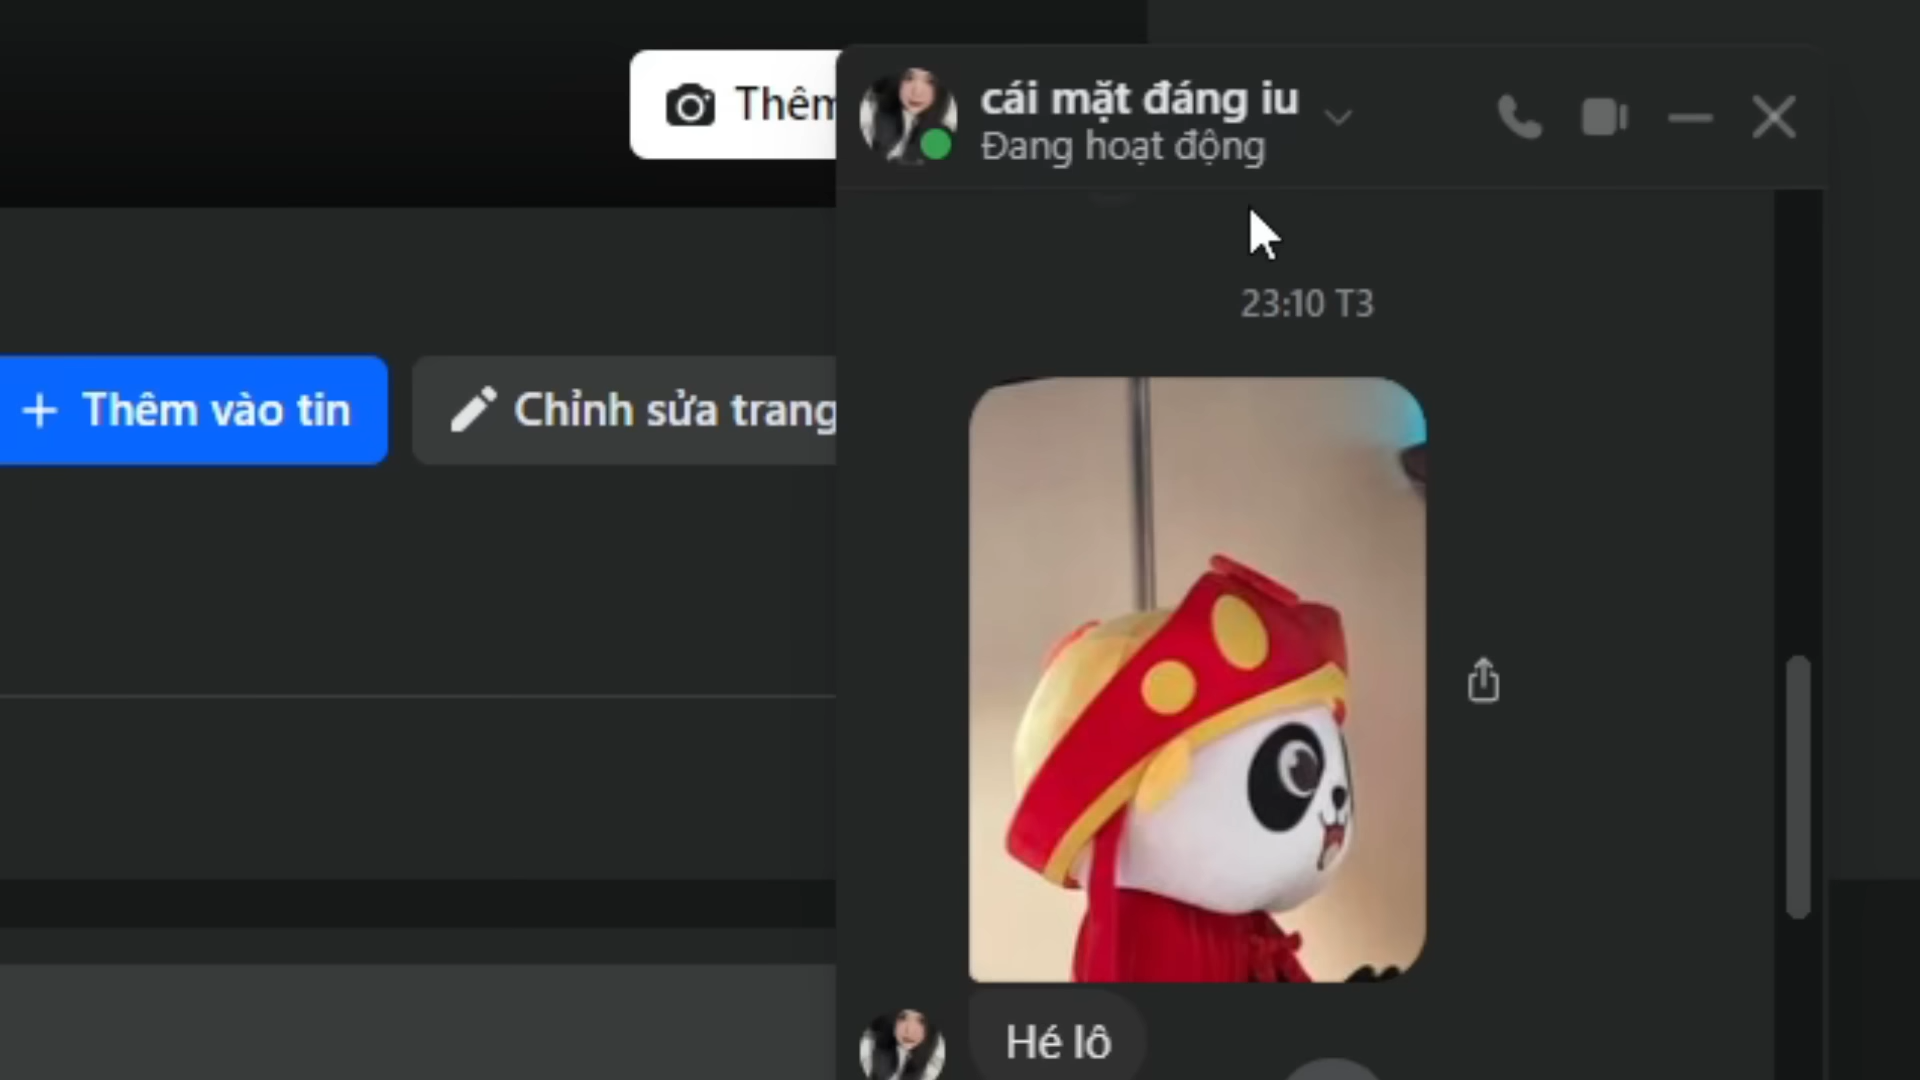 Thêm
cái mặt đáng iu
Đang hoạt động
23:10 T3
Thêm vào tin
Chỉnh sửa trang
Hé lô